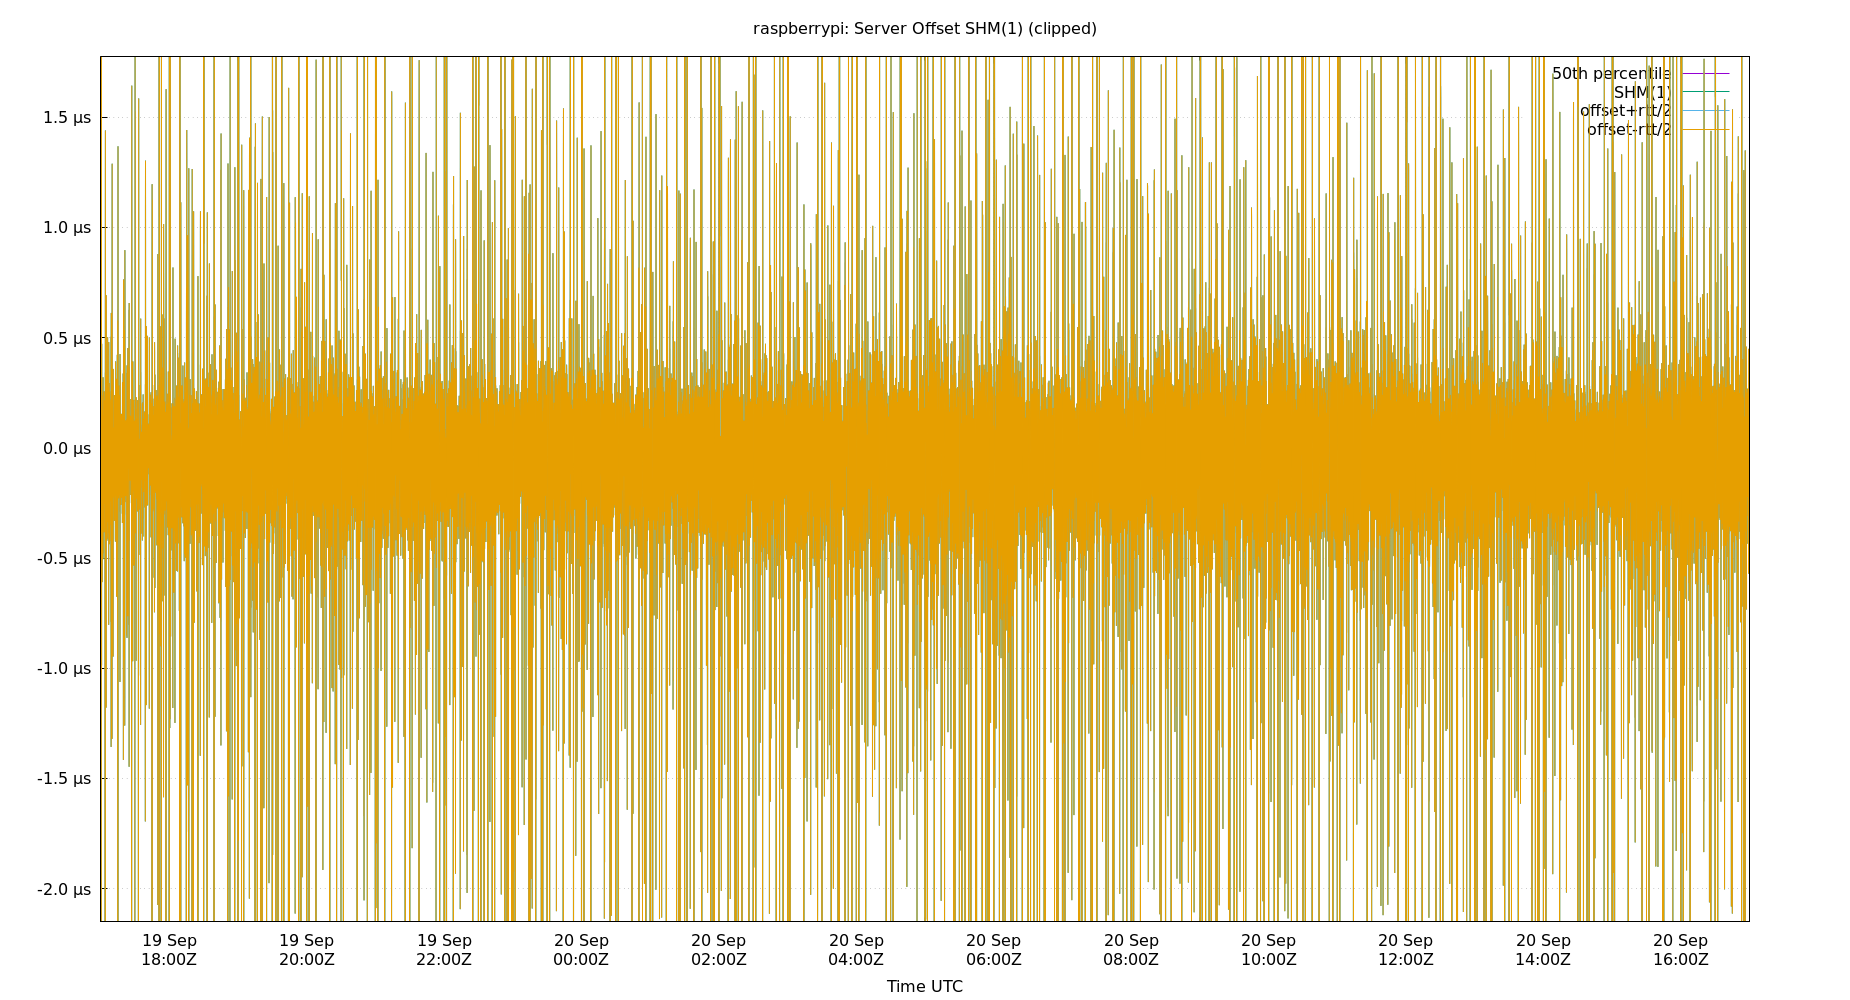 raspberrypi: Server Offset SHM(1) (clipped)
50th percentile
SHM(1)
offset+rtt/2
offset-rtt/2
1.5 µs
1.0 µs
0.5 µs
0.0 µs
-0.5 µs
-1.0 µs
-1.5 µs
-2.0 µs
19 Sep 19 Sep 19 Sep 20 Sep 20 Sep 20 Sep 20 Sep 20 Sep 20 Sep 20 Sep 20 Sep 20 Sep
18:00Z 20:00Z 22:00Z 00:00Z 02:00Z 04:00Z 06:00Z 08:00Z 10:00Z 12:00Z 14:00Z 16:00Z
Time UTC